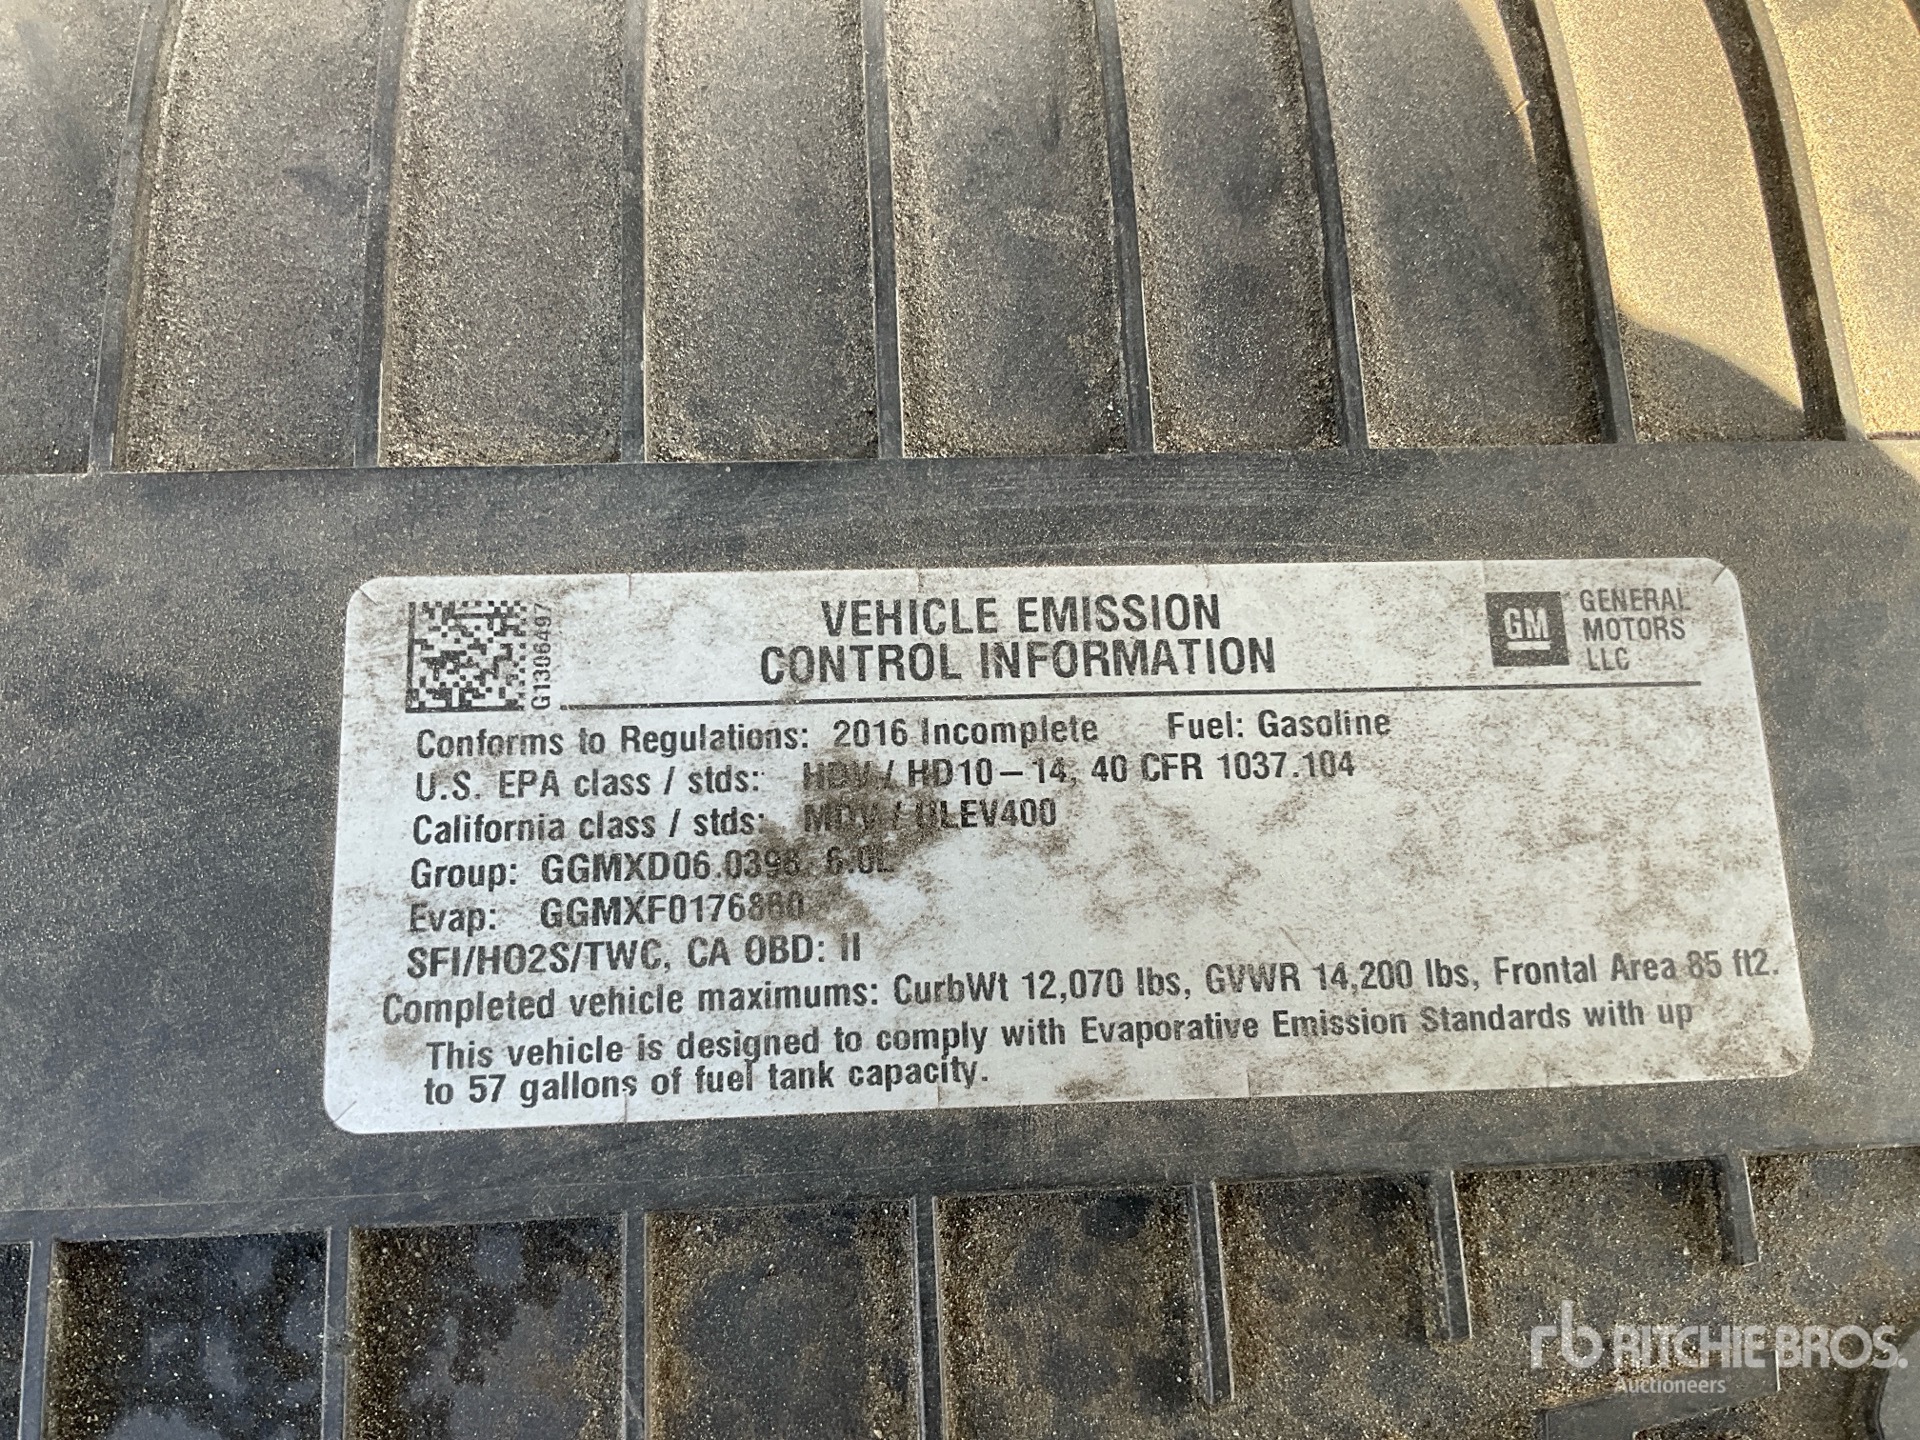 G1306497
VEHICLE EMISSION
CONTROL INFORMATION
GM
GENERAL
MOTORS
LLC
Conforms to Regulations: 2016 Incomplete Fuel: Gasoline
U.S. EPA class / stds: HDV / HD10-14, 40 CFR 1037.104
California class / stds: MDV / ULEV400
Group: GGMXD06.0396 6.0L
Evap: GGMXF0176860
SFI/HO2S/TWC, CA OBD: II
Completed vehicle maximums: CurbWt 12,070 lbs, GVWR 14,200 lbs, Frontal Area 85 ft2.
This vehicle is designed to comply with Evaporative Emission Standards with up
to 57 gallons of fuel tank capacity.
rb RITCHIE BROS.
Auctioneers